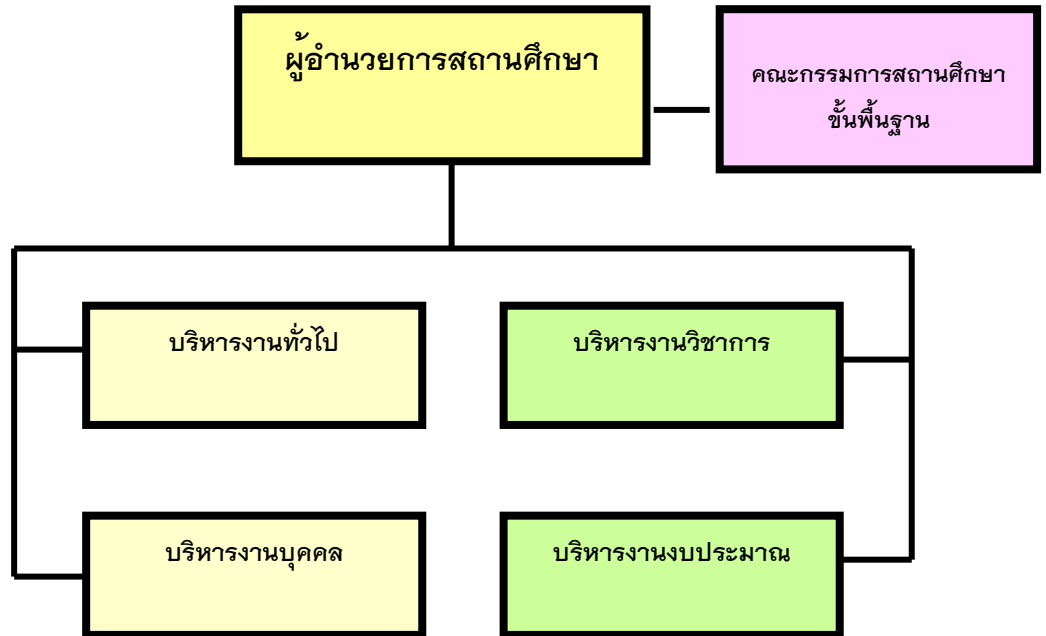 ผู้อำนวยการสถานศึกษา
คณะกรรมการสถานศึกษา
ขั้นพื้นฐาน
บริหารงานทั่วไป
บริหารงานวิชาการ
บริหารงานบุคคล
บริหารงานงบประมาณ